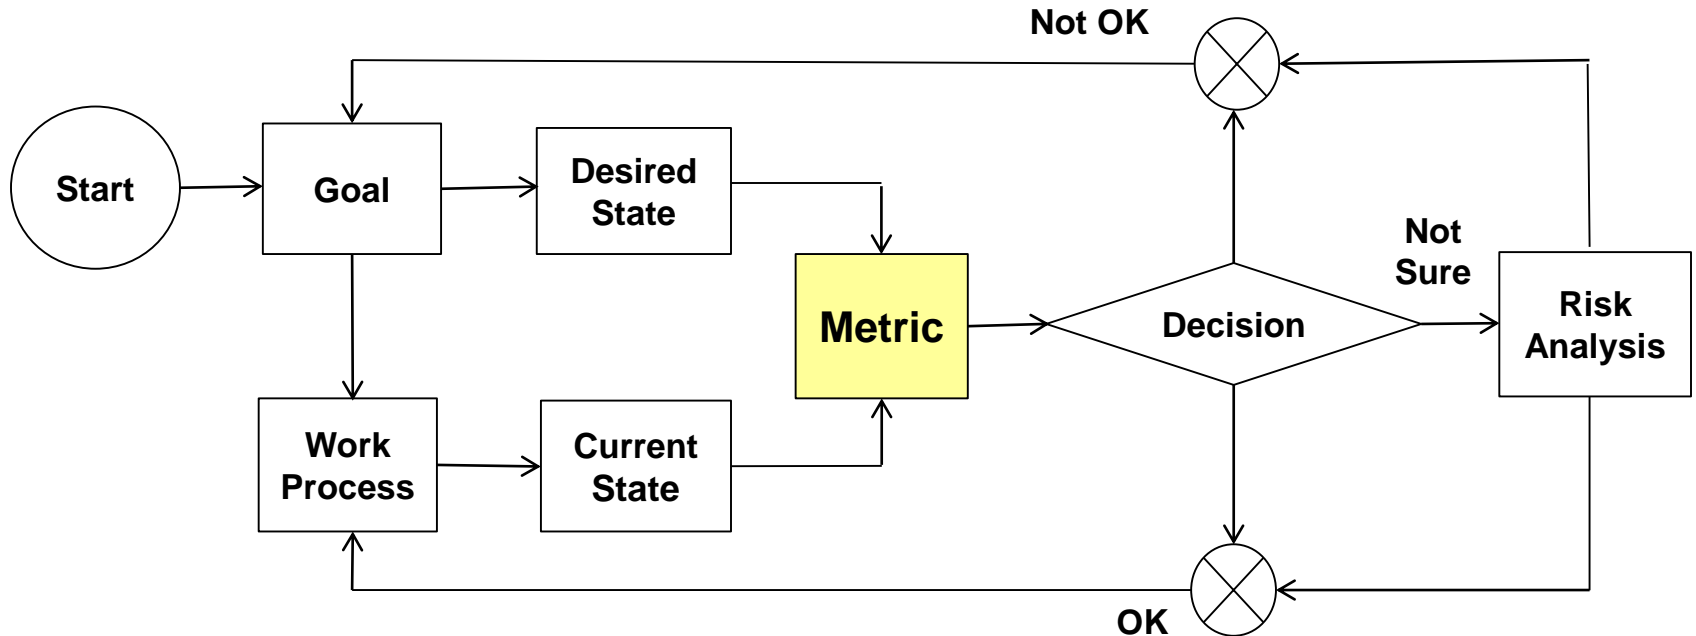 Not OK
Start
Goal
Desired
State
Not
Sure
Metric
Decision
Risk
Analysis
Work
Process
Current
State
OK